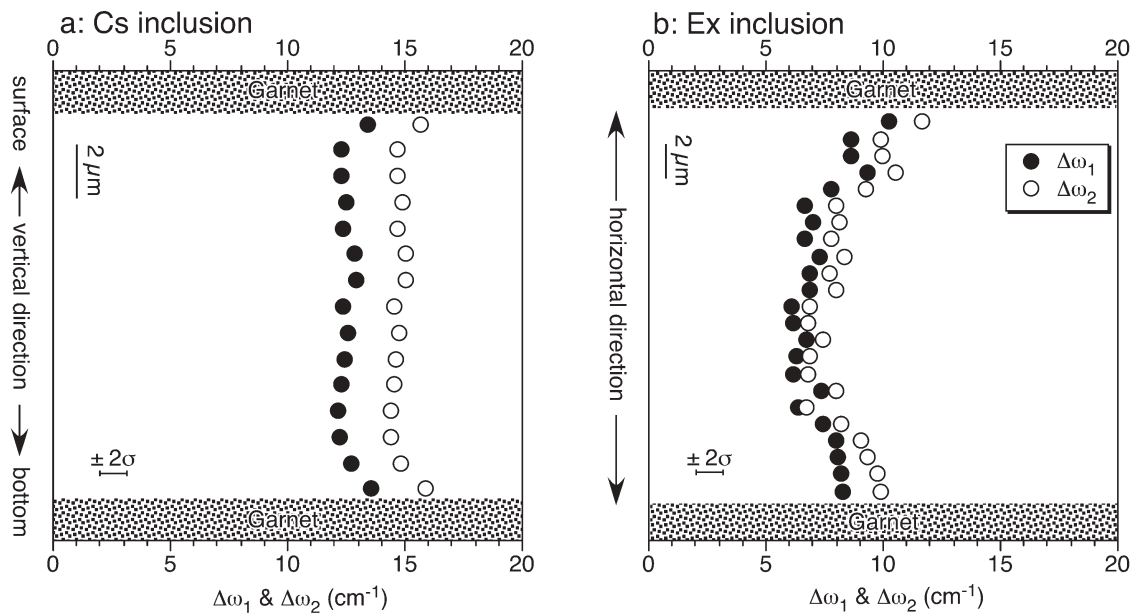 a: Cs inclusion
0 5 10 15 20
Garnet
surface
vertical direction
bottom
2 µm
± 2σ
Garnet
0 5 10 15 20
Δω₁ & Δω₂ (cm⁻¹)
b: Ex inclusion
0 5 10 15 20
Garnet
horizontal direction
2 µm
Δω₁
Δω₂
± 2σ
Garnet
0 5 10 15 20
Δω₁ & Δω₂ (cm⁻¹)